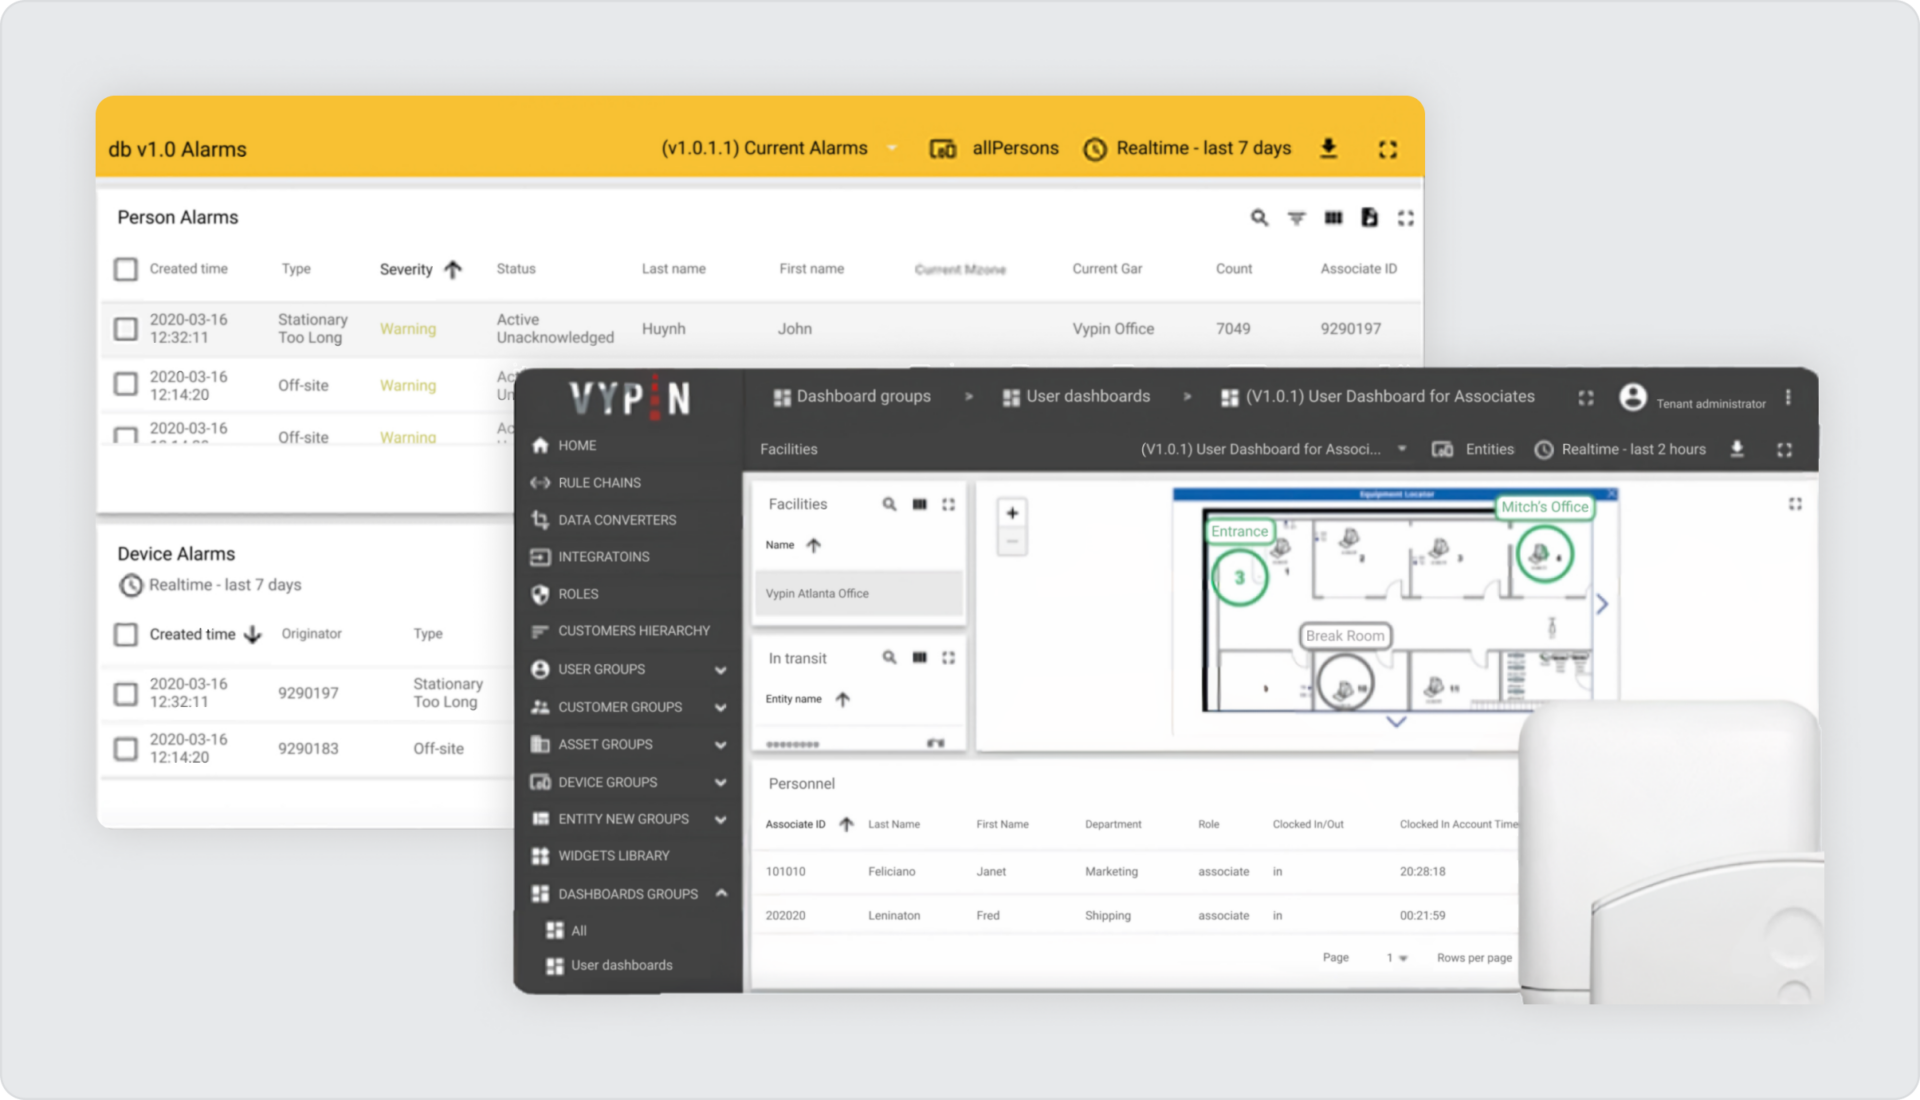 db v1.0 Alarms
(v1.0.1.1) Current Alarms
allPersons
Realtime - last 7 days
Person Alarms
Created time Type Severity Status Last name First name Current Mzone Current Gar Count Associate ID
2020-03-16 12:32:11 Stationary Too Long Warning Active Unacknowledged Huynh John Vypin Office 7049 9290197
2020-03-16 12:14:20 Off-site Warning
2020-03-16 Off-site Warning
Device Alarms
Realtime - last 7 days
Created time Originator Type
2020-03-16 12:32:11 9290197 Stationary Too Long
2020-03-16 12:14:20 9290183 Off-site
VYPIN
Dashboard groups > User dashboards > (V1.0.1) User Dashboard for Associates
Tenant administrator
Facilities
(V1.0.1) User Dashboard for Associ...
Entities
Realtime - last 2 hours
HOME
RULE CHAINS
DATA CONVERTERS
INTEGRATOINS
ROLES
CUSTOMERS HIERARCHY
USER GROUPS
CUSTOMER GROUPS
ASSET GROUPS
DEVICE GROUPS
ENTITY NEW GROUPS
WIDGETS LIBRARY
DASHBOARDS GROUPS
All
User dashboards
Facilities
Name
Vypin Atlanta Office
In transit
Entity name
+
−
Equipment Locator
Mitch's Office
Entrance
3
1
2
3
4
Break Room
9
10
11
Personnel
Associate ID Last Name First Name Department Role Clocked In/Out Clocked In Account Time
101010 Feliciano Janet Marketing associate in 20:28:18
202020 Leninaton Fred Shipping associate in 00:21:59
Page 1 Rows per page